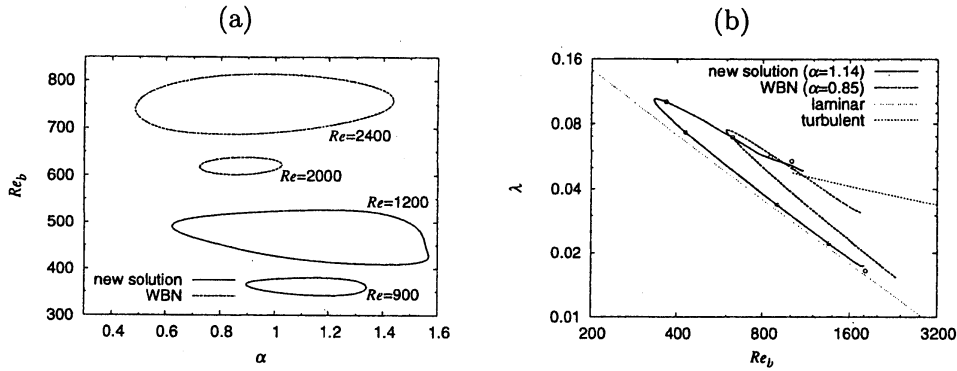 (a)
800
700
600
500
400
300
Re_b
Re=2400
Re=2000
Re=1200
Re=900
new solution
WBN
0.4
0.6
0.8
1
1.2
1.4
1.6
α
(b)
0.16
0.08
0.04
0.02
0.01
λ
new solution (α=1.14)
WBN (α=0.85)
laminar
turbulent
200
400
800
1600
3200
Re_b